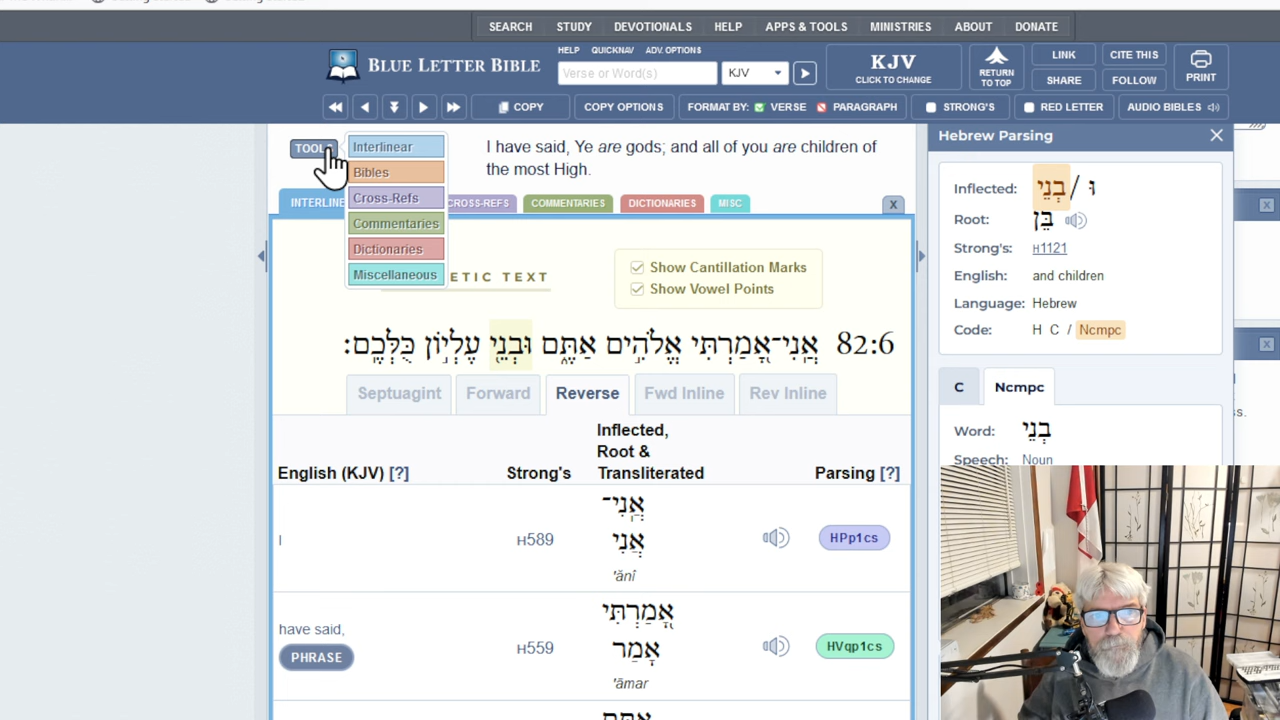 SEARCH STUDY DEVOTIONALS HELP APPS & TOOLS MINISTRIES ABOUT DONATE
BLUE LETTER BIBLE
HELP QUICKNAV ADV. OPTIONS
Verse or Word(s) KJV
KJV
CLICK TO CHANGE
RETURN
TO TOP
LINK CITE THIS
SHARE FOLLOW
PRINT
COPY COPY OPTIONS FORMAT BY: VERSE PARAGRAPH STRONG'S RED LETTER AUDIO BIBLES
TOOLS
Interlinear
Bibles
Cross-Refs
Commentaries
Dictionaries
Miscellaneous
I have said, Ye are gods; and all of you are children of
the most High.
INTERLINE CROSS-REFS COMMENTARIES DICTIONARIES MISC X
ETIC TEXT
Show Cantillation Marks
Show Vowel Points
82:6 אֲ‍ֽנִי־אָ֭מַרְתִּי אֱלֹהִ֣ים אַתֶּ֑ם וּבְנֵ֖י עֶלְי֣וֹן כֻּלְּכֶֽם׃
Septuagint Forward Reverse Fwd Inline Rev Inline
English (KJV) [?] Strong's Inflected,
Root &
Transliterated Parsing [?]
I H589 אֲ‍ֽנִי־
אֲנִי
'ănî
HPp1cs
have said,
PHRASE
H559 אָ֭מַרְתִּי
אָמַר
'āmar
HVqp1cs
Hebrew Parsing
Inflected: וּ / בְנֵי
Root: בֵּן
Strong's: H1121
English: and children
Language: Hebrew
Code: H C / Ncmpc
C Ncmpc
Word: בְנֵי
Speech: Noun